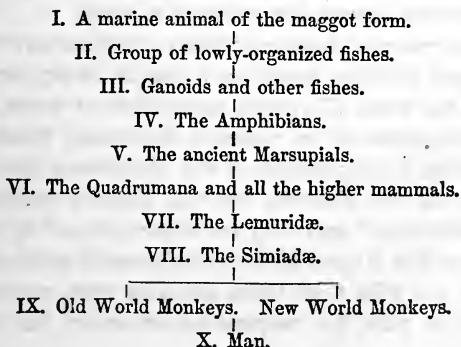 I. A marine animal of the maggot form.
II. Group of lowly-organized fishes.
III. Ganoids and other fishes.
IV. The Amphibians.
V. The ancient Marsupials.
VI. The Quadrumana and all the higher mammals.
VII. The Lemuridæ.
VIII. The Simiadæ.
IX. Old World Monkeys. New World Monkeys.
X. Man.